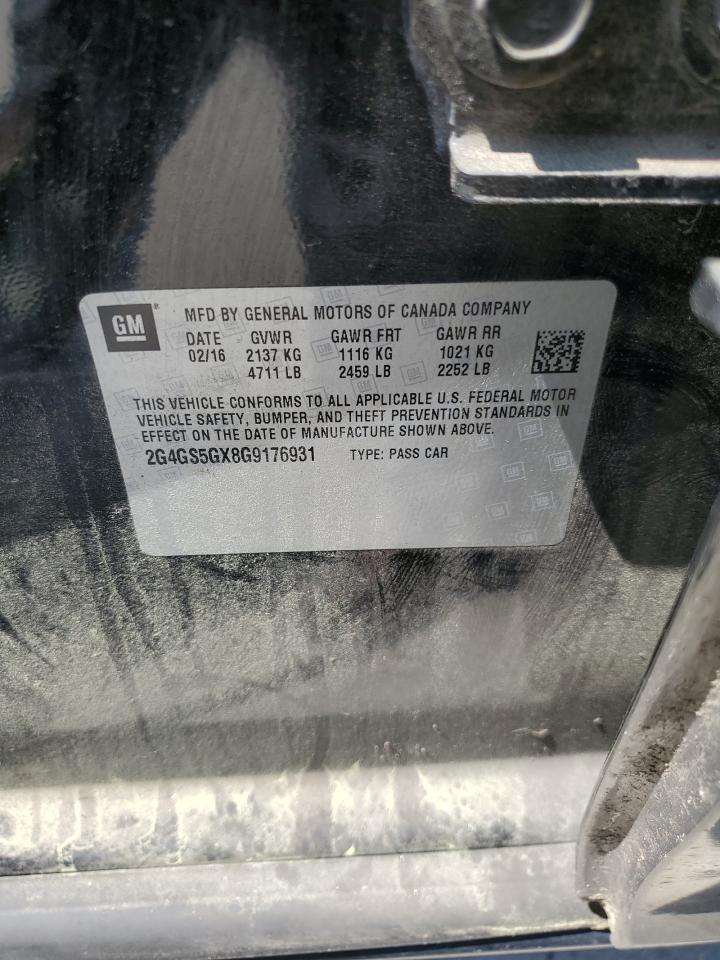 GM ® MFD BY GENERAL MOTORS OF CANADA COMPANY
DATE GVWR GAWR FRT GAWR RR
02/16 2137 KG 1116 KG 1021 KG
4711 LB 2459 LB 2252 LB
THIS VEHICLE CONFORMS TO ALL APPLICABLE U.S. FEDERAL MOTOR
VEHICLE SAFETY, BUMPER, AND THEFT PREVENTION STANDARDS IN
EFFECT ON THE DATE OF MANUFACTURE SHOWN ABOVE.
2G4GS5GX8G9176931 TYPE: PASS CAR